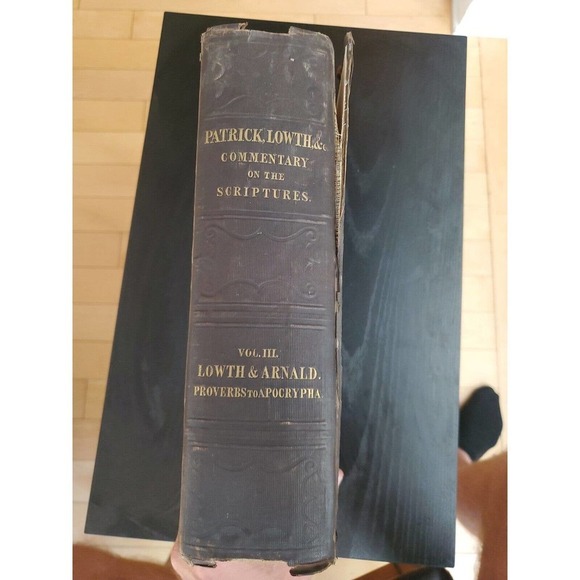 PATRICK, LOWTH, &c.
COMMENTARY
ON THE
SCRIPTURES.
VOL. III.
LOWTH & ARNALD.
PROVERBS TO APOCRYPHA.